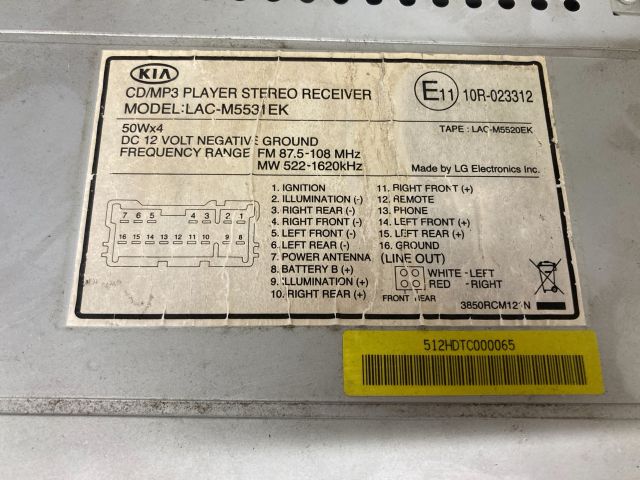 KIA
CD/MP3 PLAYER STEREO RECEIVER
MODEL:LAC-M5531EK
E11 10R-023312
50Wx4
TAPE : LAC-M5520EK
DC 12 VOLT NEGATIVE GROUND
FREQUENCY RANGE FM 87.5-108 MHz
MW 522-1620kHz
Made by LG Electronics Inc.
7 6 5 4 3 2 1
16 15 14 13 12 11 10 9 8
1. IGNITION
2. ILLUMINATION (-)
3. RIGHT REAR (-)
4. RIGHT FRONT (-)
5. LEFT FRONT (-)
6. LEFT REAR (-)
7. POWER ANTENNA
8. BATTERY B (+)
9. ILLUMINATION (+)
10. RIGHT REAR (+)
11. RIGHT FRONT (+)
12. REMOTE
13. PHONE
14. LEFT FRONT (+)
15. LEFT REAR (+)
16. GROUND
(LINE OUT)
WHITE -LEFT
RED -RIGHT
FRONT REAR
512HDTC000065